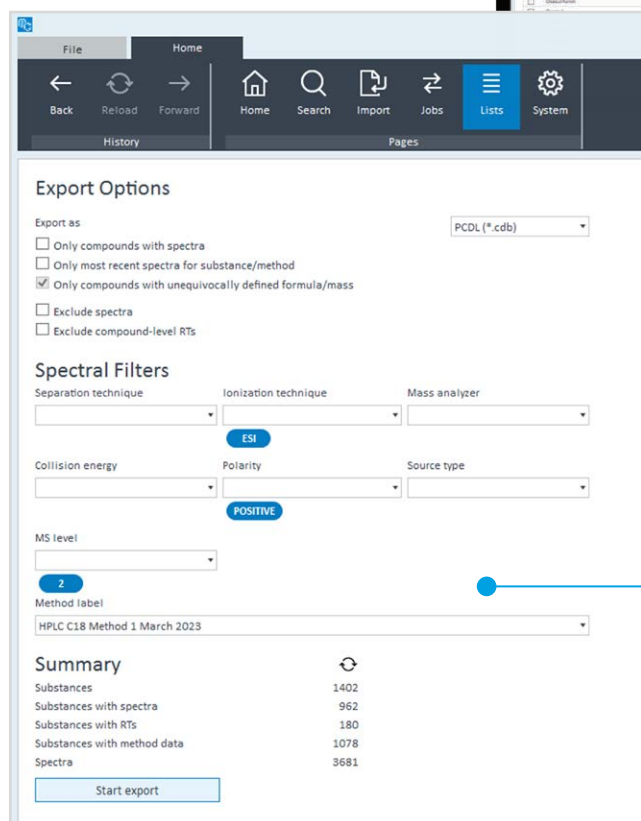 File Home
Back Reload Forward Home Search Import Jobs Lists System
History Pages
Export Options
Export as PCDL (*.cdb)
Only compounds with spectra
Only most recent spectra for substance/method
Only compounds with unequivocally defined formula/mass
Exclude spectra
Exclude compound-level RTs
Spectral Filters
Separation technique Ionization technique Mass analyzer
ESI
Collision energy Polarity Source type
POSITIVE
MS level
2
Method label
HPLC C18 Method 1 March 2023
Summary
Substances 1402
Substances with spectra 962
Substances with RTs 180
Substances with method data 1078
Spectra 3681
Start export